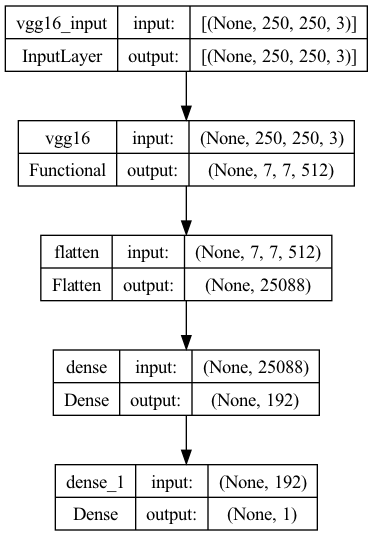 vgg16_input input: [(None, 250, 250, 3)]
InputLayer output: [(None, 250, 250, 3)]
vgg16 input: (None, 250, 250, 3)
Functional output: (None, 7, 7, 512)
flatten input: (None, 7, 7, 512)
Flatten output: (None, 25088)
dense input: (None, 25088)
Dense output: (None, 192)
dense_1 input: (None, 192)
Dense output: (None, 1)